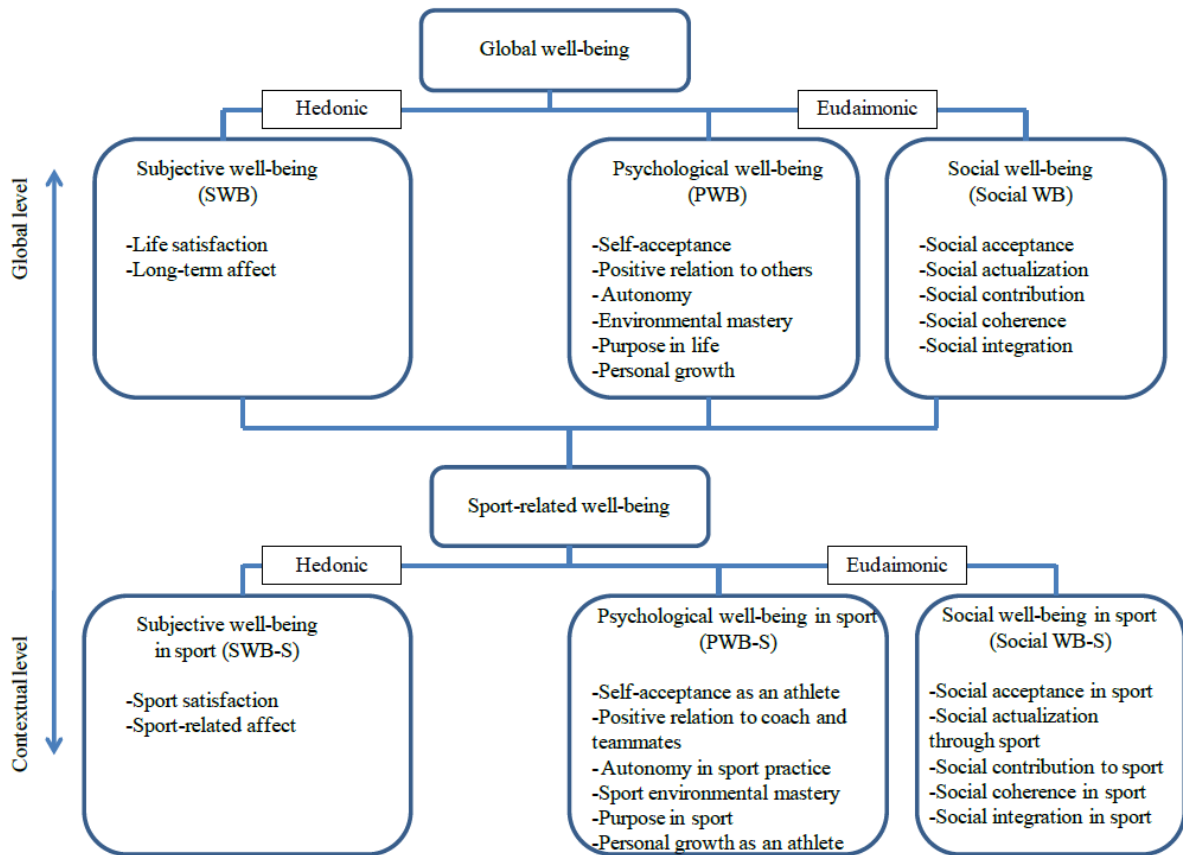 Global well-being
Hedonic
Eudaimonic
Global level
Subjective well-being
(SWB)
-Life satisfaction
-Long-term affect
Psychological well-being
(PWB)
-Self-acceptance
-Positive relation to others
-Autonomy
-Environmental mastery
-Purpose in life
-Personal growth
Social well-being
(Social WB)
-Social acceptance
-Social actualization
-Social contribution
-Social coherence
-Social integration
Sport-related well-being
Hedonic
Eudaimonic
Contextual level
Subjective well-being
in sport (SWB-S)
-Sport satisfaction
-Sport-related affect
Psychological well-being in sport
(PWB-S)
-Self-acceptance as an athlete
-Positive relation to coach and
teammates
-Autonomy in sport practice
-Sport environmental mastery
-Purpose in sport
-Personal growth as an athlete
Social well-being in sport
(Social WB-S)
-Social acceptance in sport
-Social actualization
through sport
-Social contribution to sport
-Social coherence in sport
-Social integration in sport